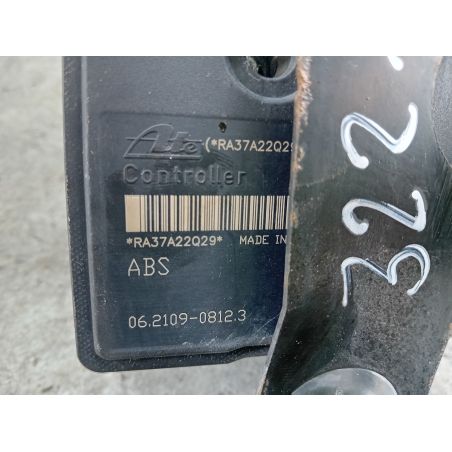 Ate (*RA37A22Q29
Controller
*RA37A22Q29* MADE IN
ABS
06.2109-0812.3
322